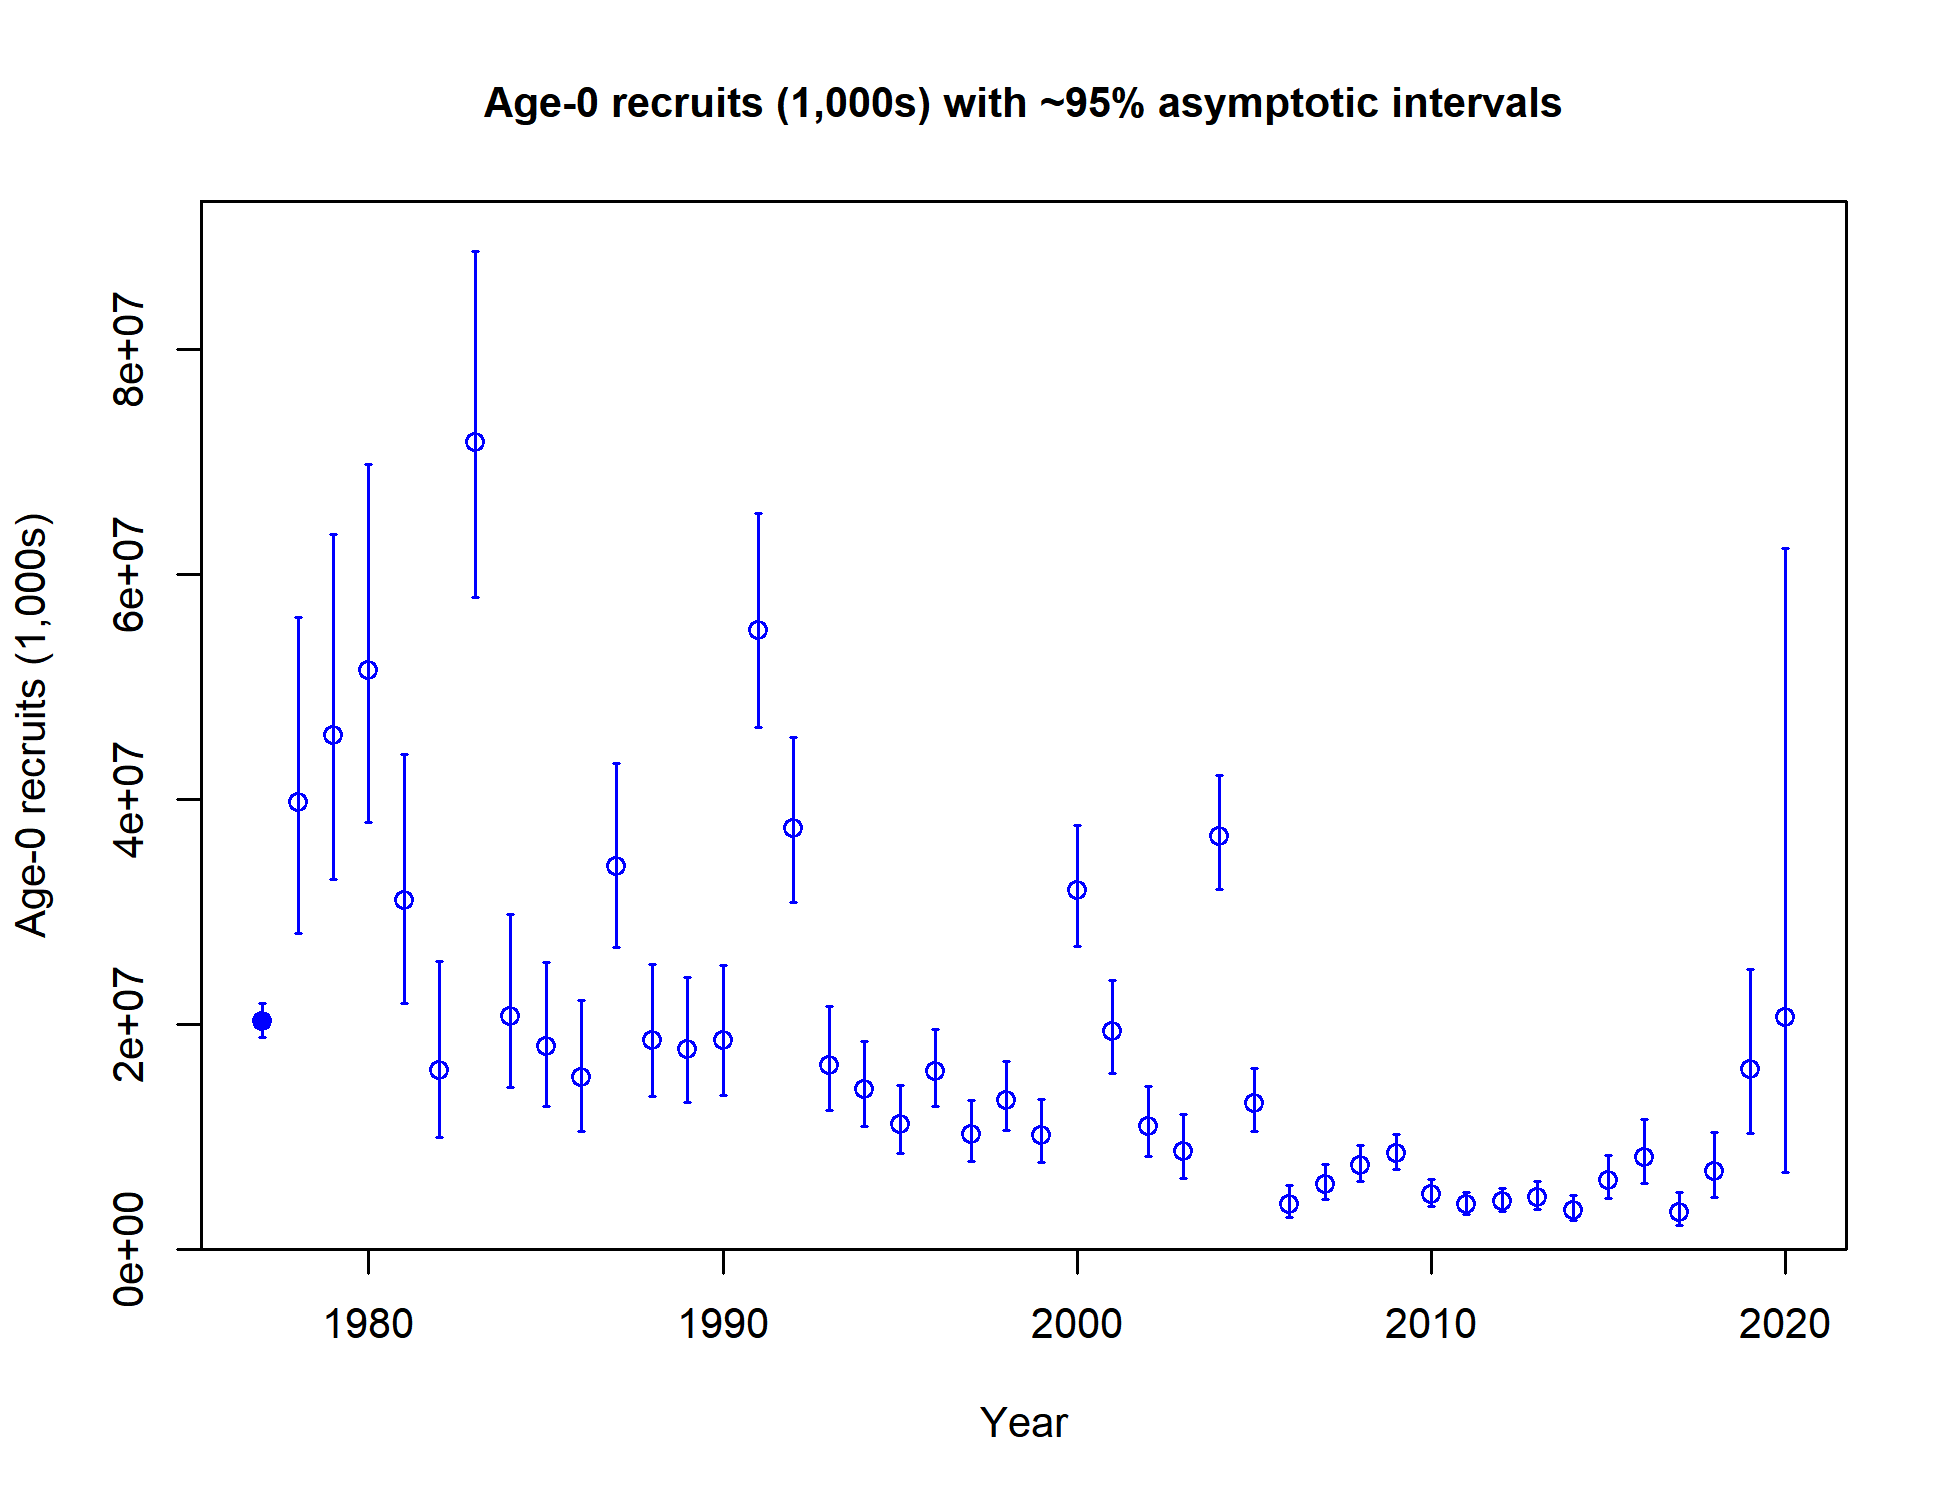 Age-0 recruits (1,000s) with ~95% asymptotic intervals
Age-0 recruits (1,000s)
8e+07
6e+07
4e+07
2e+07
0e+00
1980 1990 2000 2010 2020
Year